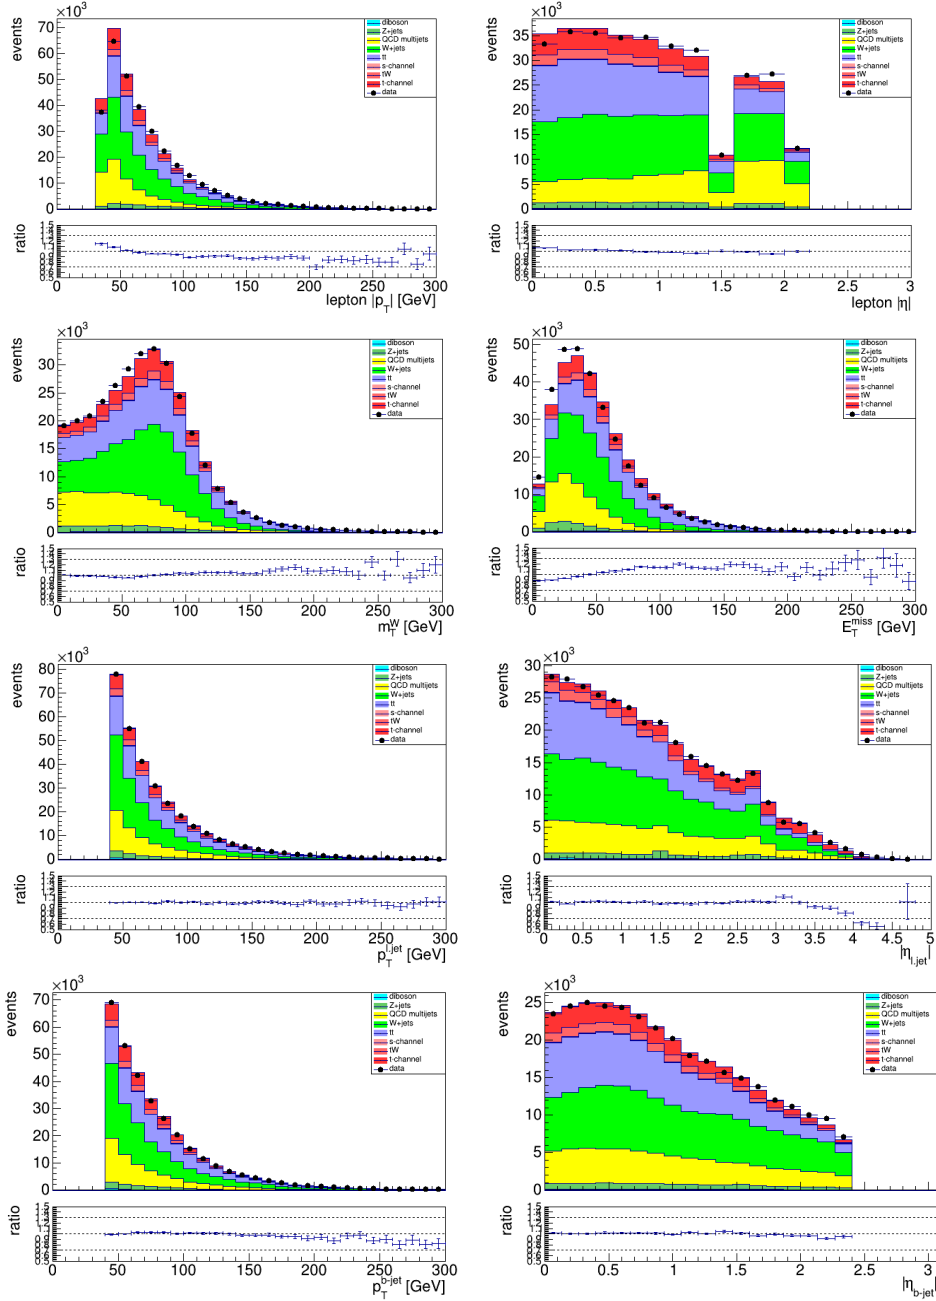 ×10³
events
70
60
50
40
30
20
10
0
diboson
Z+jets
QCD multijets
W+jets
tt
s-channel
tW
t-channel
data
ratio
0 50 100 150 200 250 300
lepton |p_T| [GeV]
×10³
events
35
30
25
20
15
10
5
0
diboson
Z+jets
QCD multijets
W+jets
tt
s-channel
tW
t-channel
data
ratio
0 0.5 1 1.5 2 2.5 3
lepton |η|
×10³
events
30
25
20
15
10
5
0
diboson
Z+jets
QCD multijets
W+jets
tt
s-channel
tW
t-channel
data
ratio
0 50 100 150 200 250 300
m_T^W [GeV]
×10³
events
50
40
30
20
10
0
diboson
Z+jets
QCD multijets
W+jets
tt
s-channel
tW
t-channel
data
ratio
0 50 100 150 200 250 300
E_T^miss [GeV]
×10³
events
80
70
60
50
40
30
20
10
0
diboson
Z+jets
QCD multijets
W+jets
tt
s-channel
tW
t-channel
data
ratio
0 50 100 150 200 250 300
p_T^l.jet [GeV]
×10³
events
30
25
20
15
10
5
0
diboson
Z+jets
QCD multijets
W+jets
tt
s-channel
tW
t-channel
data
ratio
0 0.5 1 1.5 2 2.5 3 3.5 4 4.5 5
|η_l.jet|
×10³
events
70
60
50
40
30
20
10
0
diboson
Z+jets
QCD multijets
W+jets
tt
s-channel
tW
t-channel
data
ratio
0 50 100 150 200 250 300
p_T^b-jet [GeV]
×10³
events
25
20
15
10
5
0
diboson
Z+jets
QCD multijets
W+jets
tt
s-channel
tW
t-channel
data
ratio
0 0.5 1 1.5 2 2.5 3
|η_b-jet|